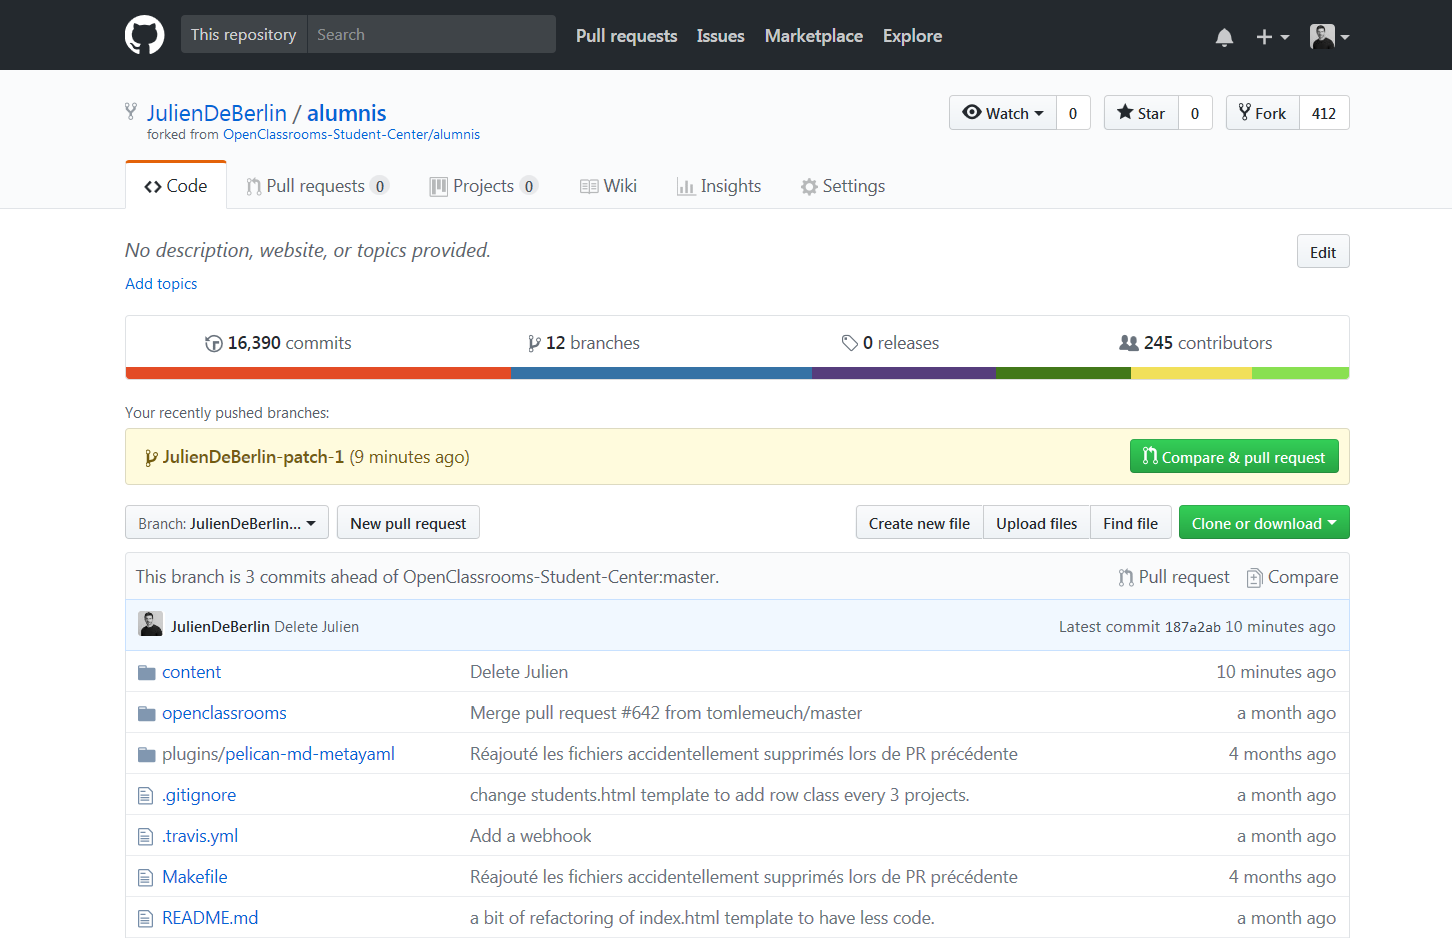 This repository Search Pull requests Issues Marketplace Explore
JulienDeBerlin / alumnis Watch 0 Star 0 Fork 412
forked from OpenClassrooms-Student-Center/alumnis
Code Pull requests 0 Projects 0 Wiki Insights Settings
No description, website, or topics provided. Edit
Add topics
16,390 commits 12 branches 0 releases 245 contributors
Your recently pushed branches:
JulienDeBerlin-patch-1 (9 minutes ago) Compare & pull request
Branch: JulienDeBerlin... New pull request Create new file Upload files Find file Clone or download
This branch is 3 commits ahead of OpenClassrooms-Student-Center:master. Pull request Compare
JulienDeBerlin Delete Julien Latest commit 187a2ab 10 minutes ago
content Delete Julien 10 minutes ago
openclassrooms Merge pull request #642 from tomlemeuch/master a month ago
plugins/pelican-md-metayaml Réajouté les fichiers accidentellement supprimés lors de PR précédente 4 months ago
.gitignore change students.html template to add row class every 3 projects. a month ago
.travis.yml Add a webhook a month ago
Makefile Réajouté les fichiers accidentellement supprimés lors de PR précédente 4 months ago
README.md a bit of refactoring of index.html template to have less code. a month ago